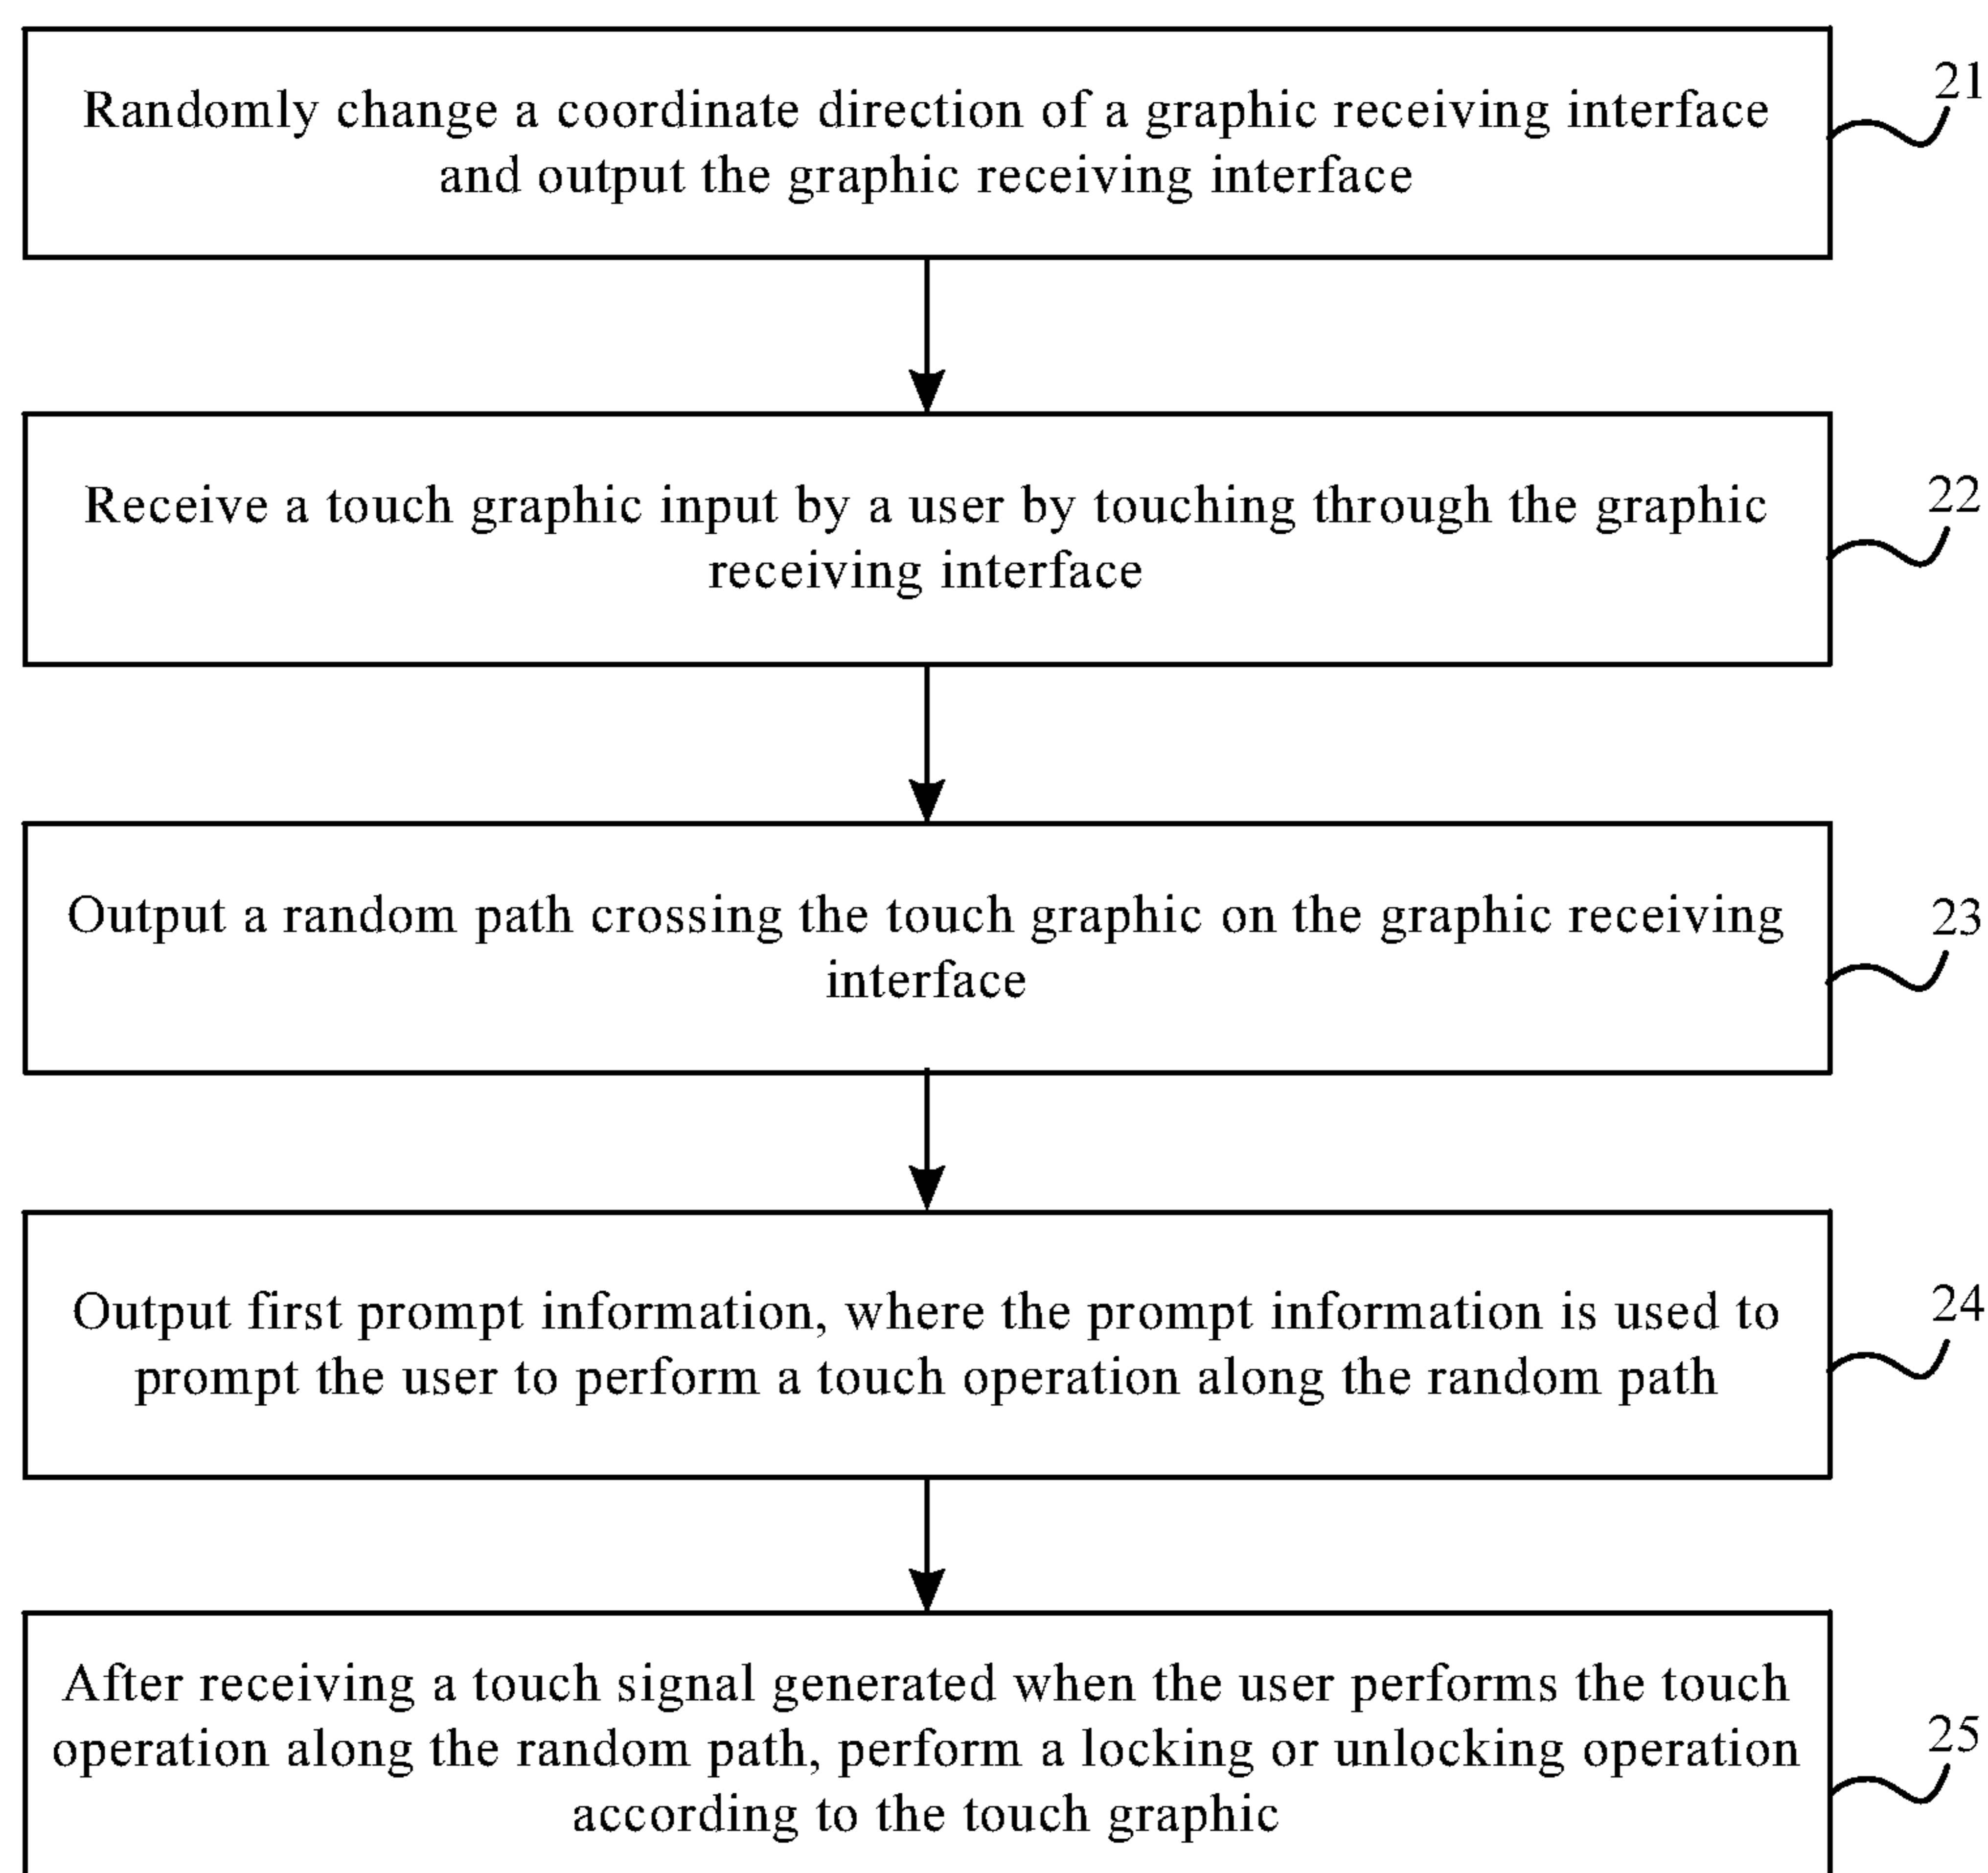 Randomly change a coordinate direction of a graphic receiving interface
and output the graphic receiving interface
21
Receive a touch graphic input by a user by touching through the graphic
receiving interface
22
Output a random path crossing the touch graphic on the graphic receiving
interface
23
Output first prompt information, where the prompt information is used to
prompt the user to perform a touch operation along the random path
24
After receiving a touch signal generated when the user performs the touch
operation along the random path, perform a locking or unlocking operation
according to the touch graphic
25